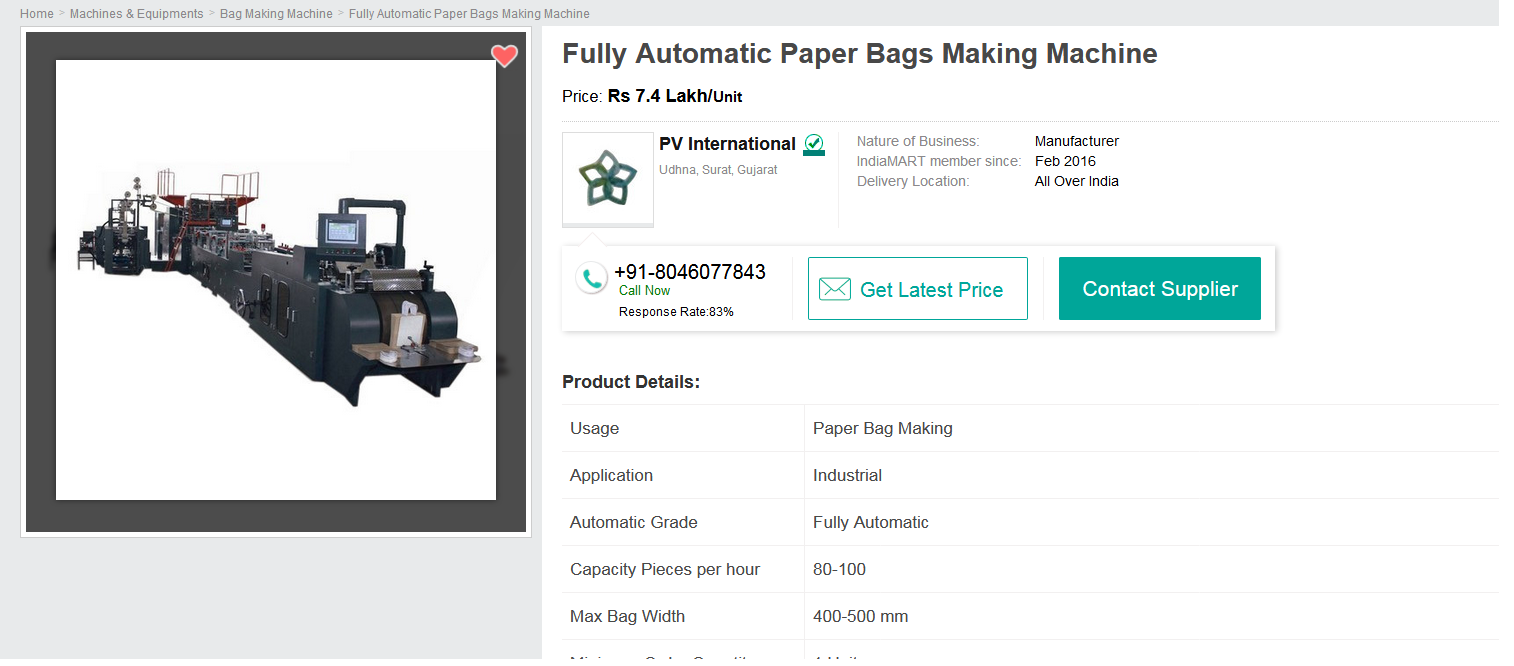 Home > Machines & Equipments > Bag Making Machine > Fully Automatic Paper Bags Making Machine
Fully Automatic Paper Bags Making Machine
Price: Rs 7.4 Lakh/Unit
PV International
Udhna, Surat, Gujarat
Nature of Business: Manufacturer
IndiaMART member since: Feb 2016
Delivery Location: All Over India
+91-8046077843
Call Now
Response Rate:83%
Get Latest Price
Contact Supplier
Product Details:
Usage Paper Bag Making
Application Industrial
Automatic Grade Fully Automatic
Capacity Pieces per hour 80-100
Max Bag Width 400-500 mm